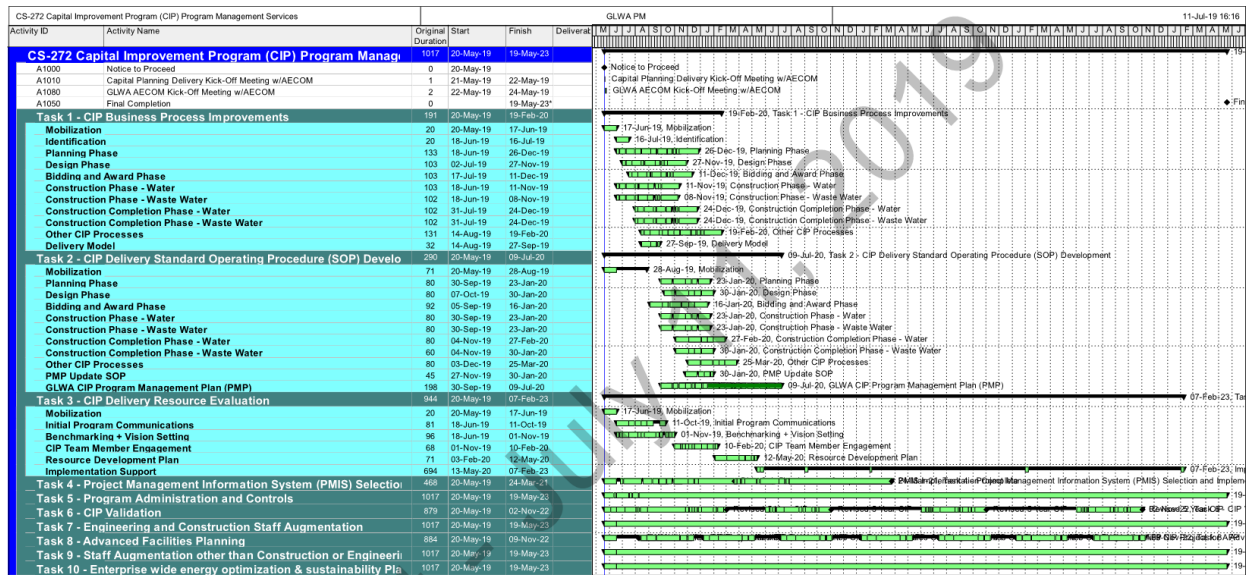 CS-272 Capital Improvement Program (CIP) Program Management Services GLWA PM 11-Jul-19 16:16
Activity ID Activity Name Original Duration Start Finish Deliverab M J J A S O N D J F M A M J J A S O N D J F M A M J J A S O N D J F M A M J J A S O N D J F M A M J
CS-272 Capital Improvement Program (CIP) Program Manag 1017 20-May-19 19-May-23 19-
A1000 Notice to Proceed 0 20-May-19 Notice to Proceed
A1010 Capital Planning Delivery Kick-Off Meeting w/AECOM 1 21-May-19 22-May-19 Capital Planning Delivery Kick-Off Meeting w/AECOM
A1080 GLWA AECOM Kick-Off Meeting w/AECOM 2 22-May-19 24-May-19 GLWA AECOM Kick-Off Meeting w/AECOM
A1050 Final Completion 0 19-May-23* Fin
Task 1 - CIP Business Process Improvements 191 20-May-19 19-Feb-20 19-Feb-20, Task 1 - CIP Business Process Improvements
Mobilization 20 20-May-19 17-Jun-19 17-Jun-19, Mobilization
Identification 20 18-Jun-19 16-Jul-19 16-Jul-19, Identification
Planning Phase 133 18-Jun-19 26-Dec-19 26-Dec-19, Planning Phase
Design Phase 103 02-Jul-19 27-Nov-19 27-Nov-19, Design Phase
Bidding and Award Phase 103 17-Jul-19 11-Dec-19 11-Dec-19, Bidding and Award Phase
Construction Phase - Water 103 18-Jun-19 11-Nov-19 11-Nov-19, Construction Phase - Water
Construction Phase - Waste Water 102 18-Jun-19 08-Nov-19 08-Nov-19, Construction Phase - Waste Water
Construction Completion Phase - Water 102 31-Jul-19 24-Dec-19 24-Dec-19, Construction Completion Phase - Water
Construction Completion Phase - Waste Water 102 31-Jul-19 24-Dec-19 24-Dec-19, Construction Completion Phase - Waste Water
Other CIP Processes 131 14-Aug-19 19-Feb-20 19-Feb-20, Other CIP Processes
Delivery Model 32 14-Aug-19 27-Sep-19 27-Sep-19, Delivery Model
Task 2 - CIP Delivery Standard Operating Procedure (SOP) Develo 290 20-May-19 09-Jul-20 09-Jul-20, Task 2 - CIP Delivery Standard Operating Procedure (SOP) Development
Mobilization 71 20-May-19 28-Aug-19 28-Aug-19, Mobilization
Planning Phase 80 30-Sep-19 23-Jan-20 23-Jan-20, Planning Phase
Design Phase 80 07-Oct-19 30-Jan-20 30-Jan-20, Design Phase
Bidding and Award Phase 92 05-Sep-19 16-Jan-20 16-Jan-20, Bidding and Award Phase
Construction Phase - Water 80 30-Sep-19 23-Jan-20 23-Jan-20, Construction Phase - Water
Construction Phase - Waste Water 80 30-Sep-19 23-Jan-20 23-Jan-20, Construction Phase - Waste Water
Construction Completion Phase - Water 80 04-Nov-19 27-Feb-20 27-Feb-20, Construction Completion Phase - Water
Construction Completion Phase - Waste Water 60 04-Nov-19 30-Jan-20 30-Jan-20, Construction Completion Phase - Waste Water
Other CIP Processes 80 03-Dec-19 25-Mar-20 25-Mar-20, Other CIP Processes
PMP Update SOP 45 27-Nov-19 30-Jan-20 30-Jan-20, PMP Update SOP
GLWA CIP Program Management Plan (PMP) 198 30-Sep-19 09-Jul-20 09-Jul-20, GLWA CIP Program Management Plan (PMP)
Task 3 - CIP Delivery Resource Evaluation 944 20-May-19 07-Feb-23 07-Feb-23, Ta
Mobilization 20 20-May-19 17-Jun-19 17-Jun-19, Mobilization
Initial Program Communications 81 18-Jun-19 11-Oct-19 11-Oct-19, Initial Program Communications
Benchmarking + Vision Setting 96 18-Jun-19 01-Nov-19 01-Nov-19, Benchmarking + Vision Setting
CIP Team Member Engagement 68 01-Nov-19 10-Feb-20 10-Feb-20, CIP Team Member Engagement
Resource Development Plan 71 03-Feb-20 12-May-20 12-May-20, Resource Development Plan
Implementation Support 694 13-May-20 07-Feb-23 07-Feb-23, Imp
Task 4 - Project Management Information System (PMIS) Selectio 468 20-May-19 24-Mar-21 Management Information System (PMIS) Selection and Implem
Task 5 - Program Administration and Controls 1017 20-May-19 19-May-23 19-
Task 6 - CIP Validation 879 20-May-19 02-Nov-22
Task 7 - Engineering and Construction Staff Augmentation 1017 20-May-19 19-May-23 19-
Task 8 - Advanced Facilities Planning 884 20-May-19 09-Nov-22
Task 9 - Staff Augmentation other than Construction or Engineeri 1017 20-May-19 19-May-23 19-
Task 10 - Enterprise wide energy optimization & sustainability Pla 1017 20-May-19 19-May-23 19-
July 11, 2019